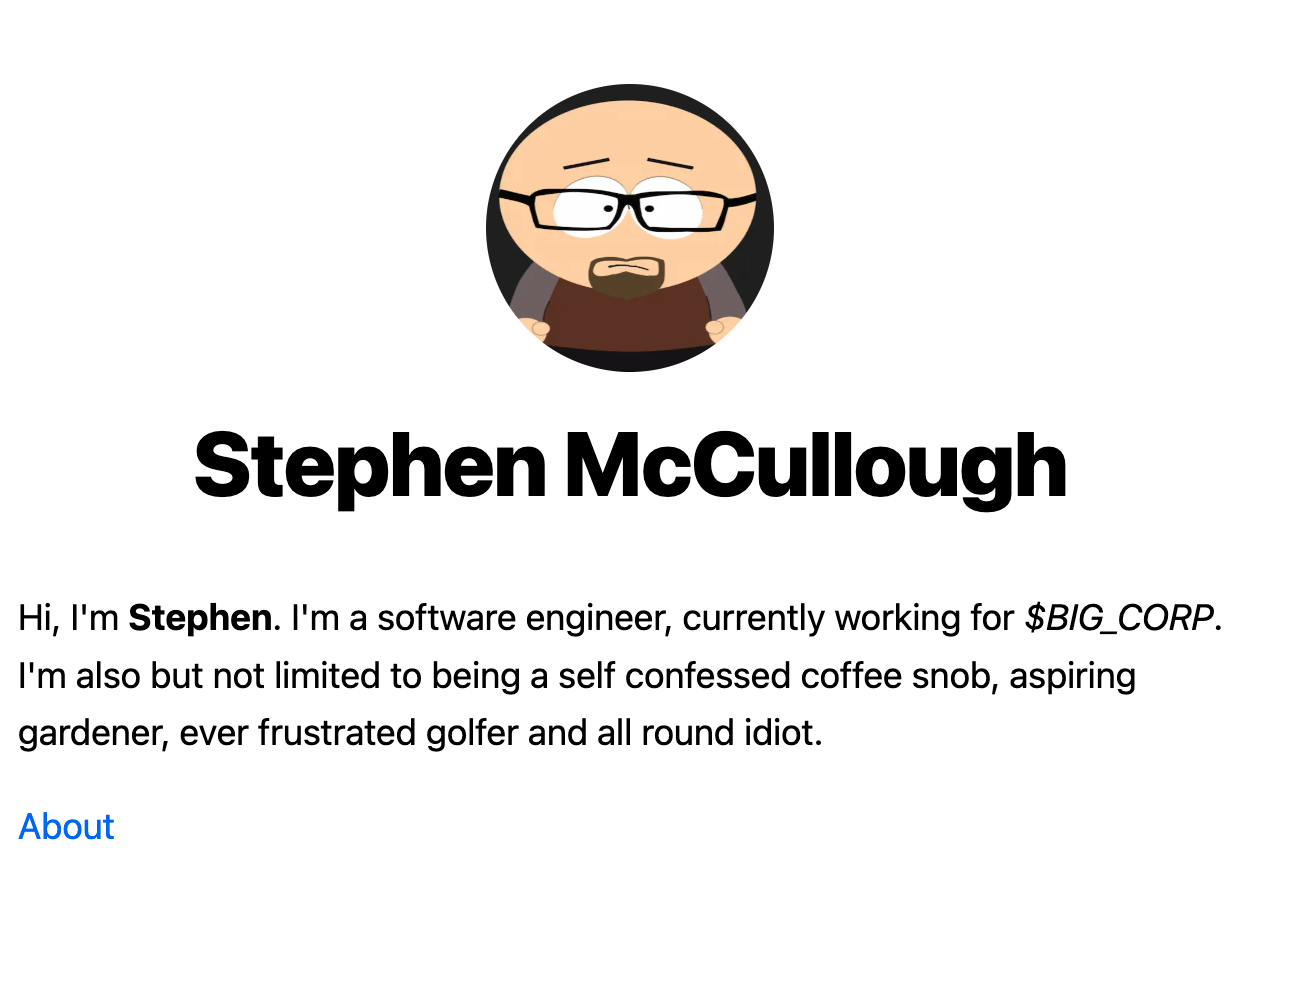 Stephen McCullough
Hi, I'm Stephen. I'm a software engineer, currently working for $BIG_CORP.
I'm also but not limited to being a self confessed coffee snob, aspiring
gardener, ever frustrated golfer and all round idiot.
About